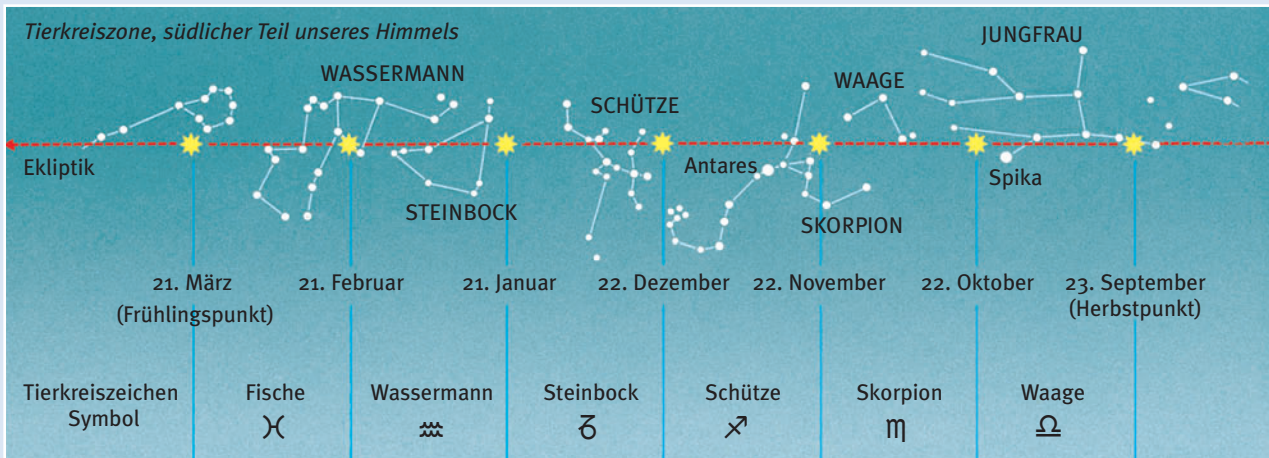 Tierkreiszone, südlicher Teil unseres Himmels
JUNGFRAU
WASSERMANN
WAAGE
SCHÜTZE
Antares
Ekliptik
Spika
STEINBOCK
SKORPION
21. März
21. Februar
21. Januar
22. Dezember
22. November
22. Oktober
23. September
(Frühlingspunkt)
(Herbstpunkt)
Tierkreiszeichen
Fische
Wassermann
Steinbock
Schütze
Skorpion
Waage
Symbol
♓ ♒ ♑ ♐ ♏ ♎